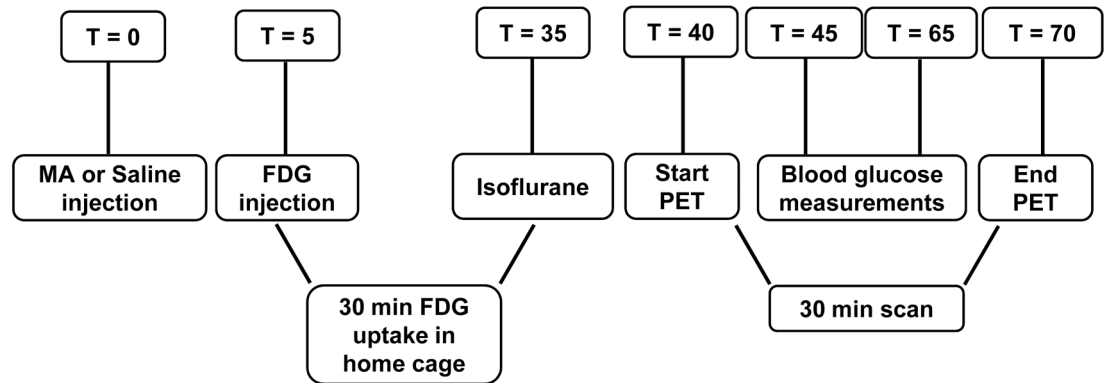 T = 0
T = 5
T = 35
T = 40
T = 45
T = 65
T = 70
MA or Saline
injection
FDG
injection
Isoflurane
Start
PET
Blood glucose
measurements
End
PET
30 min FDG
uptake in
home cage
30 min scan